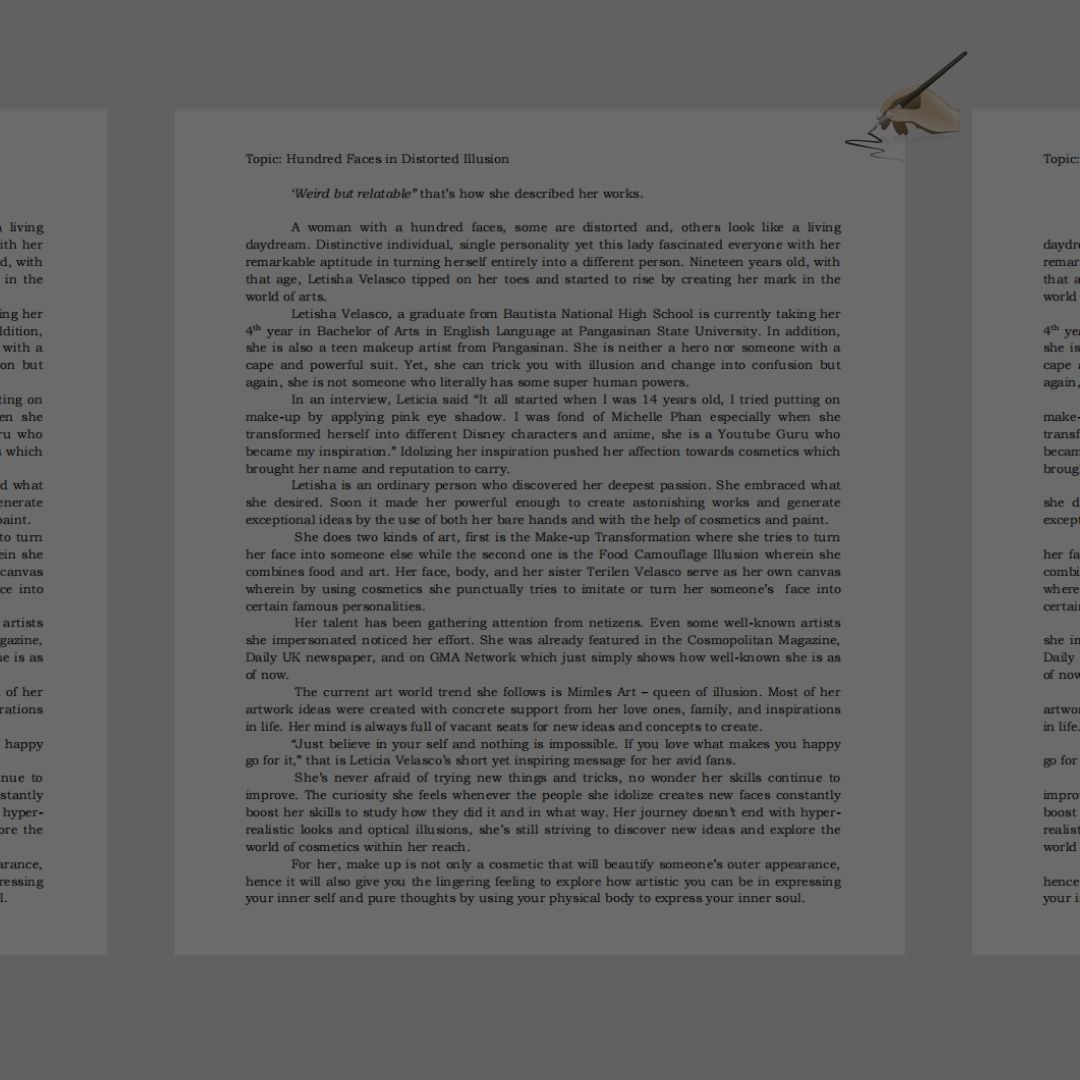 Topic: Hundred Faces in Distorted Illusion
‘Weird but relatable” that’s how she described her works.
A woman with a hundred faces, some are distorted and, others look like a living
daydream. Distinctive individual, single personality yet this lady fascinated everyone with her
remarkable aptitude in turning herself entirely into a different person. Nineteen years old, with
that age, Letisha Velasco tipped on her toes and started to rise by creating her mark in the
world of arts.
Letisha Velasco, a graduate from Bautista National High School is currently taking her
4th year in Bachelor of Arts in English Language at Pangasinan State University. In addition,
she is also a teen makeup artist from Pangasinan. She is neither a hero nor someone with a
cape and powerful suit. Yet, she can trick you with illusion and change into confusion but
again, she is not someone who literally has some super human powers.
In an interview, Leticia said “It all started when I was 14 years old, I tried putting on
make-up by applying pink eye shadow. I was fond of Michelle Phan especially when she
transformed herself into different Disney characters and anime, she is a Youtube Guru who
became my inspiration.” Idolizing her inspiration pushed her affection towards cosmetics which
brought her name and reputation to carry.
Letisha is an ordinary person who discovered her deepest passion. She embraced what
she desired. Soon it made her powerful enough to create astonishing works and generate
exceptional ideas by the use of both her bare hands and with the help of cosmetics and paint.
She does two kinds of art, first is the Make-up Transformation where she tries to turn
her face into someone else while the second one is the Food Camouflage Illusion wherein she
combines food and art. Her face, body, and her sister Terilen Velasco serve as her own canvas
wherein by using cosmetics she punctually tries to imitate or turn her someone’s face into
certain famous personalities.
Her talent has been gathering attention from netizens. Even some well-known artists
she impersonated noticed her effort. She was already featured in the Cosmopolitan Magazine,
Daily UK newspaper, and on GMA Network which just simply shows how well-known she is as
of now.
The current art world trend she follows is Mimles Art – queen of illusion. Most of her
artwork ideas were created with concrete support from her love ones, family, and inspirations
in life. Her mind is always full of vacant seats for new ideas and concepts to create.
“Just believe in your self and nothing is impossible. If you love what makes you happy
go for it,” that is Leticia Velasco’s short yet inspiring message for her avid fans.
She’s never afraid of trying new things and tricks, no wonder her skills continue to
improve. The curiosity she feels whenever the people she idolize creates new faces constantly
boost her skills to study how they did it and in what way. Her journey doesn’t end with hyper-
realistic looks and optical illusions, she’s still striving to discover new ideas and explore the
world of cosmetics within her reach.
For her, make up is not only a cosmetic that will beautify someone’s outer appearance,
hence it will also give you the lingering feeling to explore how artistic you can be in expressing
your inner self and pure thoughts by using your physical body to express your inner soul.